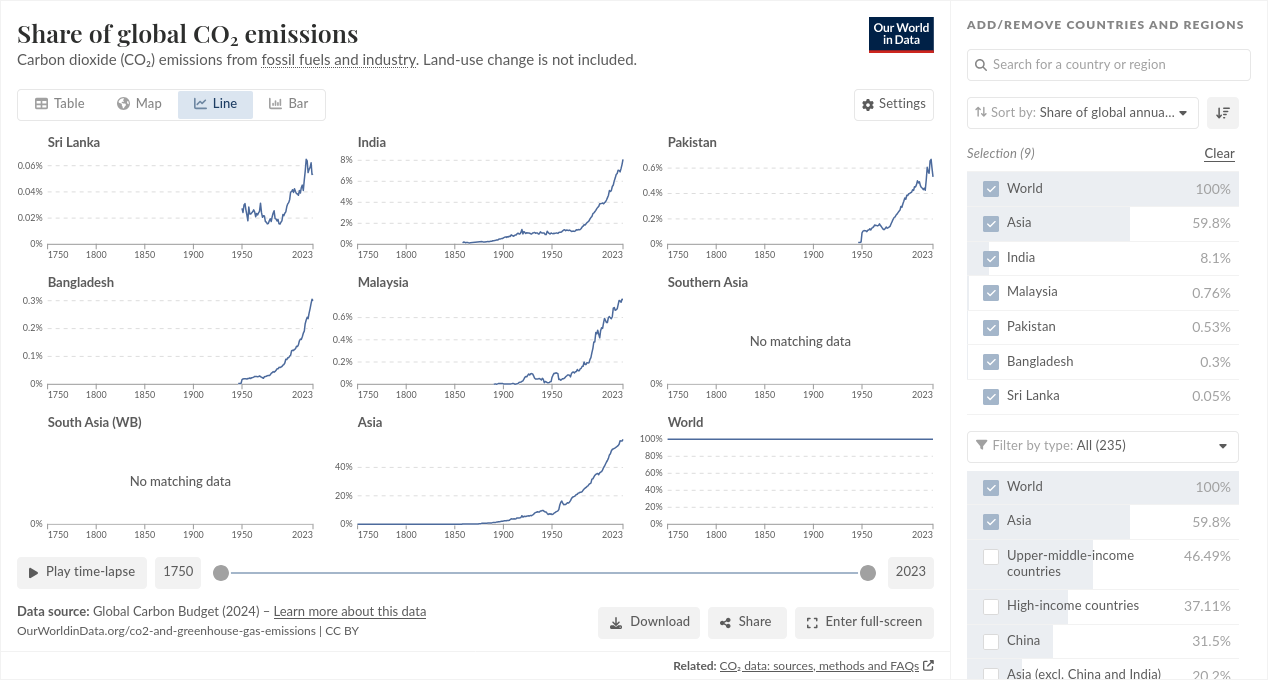 Share of global CO₂ emissions
Carbon dioxide (CO₂) emissions from fossil fuels and industry. Land-use change is not included.
Our World
in Data
Table
Map
Line
Bar
Settings
Sri Lanka
0.06%
0.04%
0.02%
0%
1750 1800 1850 1900 1950 2023
India
8%
6%
4%
2%
0%
1750 1800 1850 1900 1950 2023
Pakistan
0.6%
0.4%
0.2%
0%
1750 1800 1850 1900 1950 2023
Bangladesh
0.3%
0.2%
0.1%
0%
1750 1800 1850 1900 1950 2023
Malaysia
0.6%
0.4%
0.2%
0%
1750 1800 1850 1900 1950 2023
Southern Asia
No matching data
0%
1750 1800 1850 1900 1950 2023
South Asia (WB)
No matching data
0%
1750 1800 1850 1900 1950 2023
Asia
40%
20%
0%
1750 1800 1850 1900 1950 2023
World
100%
80%
60%
40%
20%
0%
1750 1800 1850 1900 1950 2023
Play time-lapse
1750
2023
Data source: Global Carbon Budget (2024) – Learn more about this data
OurWorldinData.org/co2-and-greenhouse-gas-emissions | CC BY
Download
Share
Enter full-screen
Related: CO₂ data: sources, methods and FAQs
ADD/REMOVE COUNTRIES AND REGIONS
Search for a country or region
Sort by: Share of global annua...
Selection (9)
Clear
World 100%
Asia 59.8%
India 8.1%
Malaysia 0.76%
Pakistan 0.53%
Bangladesh 0.3%
Sri Lanka 0.05%
Filter by type: All (235)
World 100%
Asia 59.8%
Upper-middle-income 46.49%
countries
High-income countries 37.11%
China 31.5%
Asia (excl. China and India) 20.2%